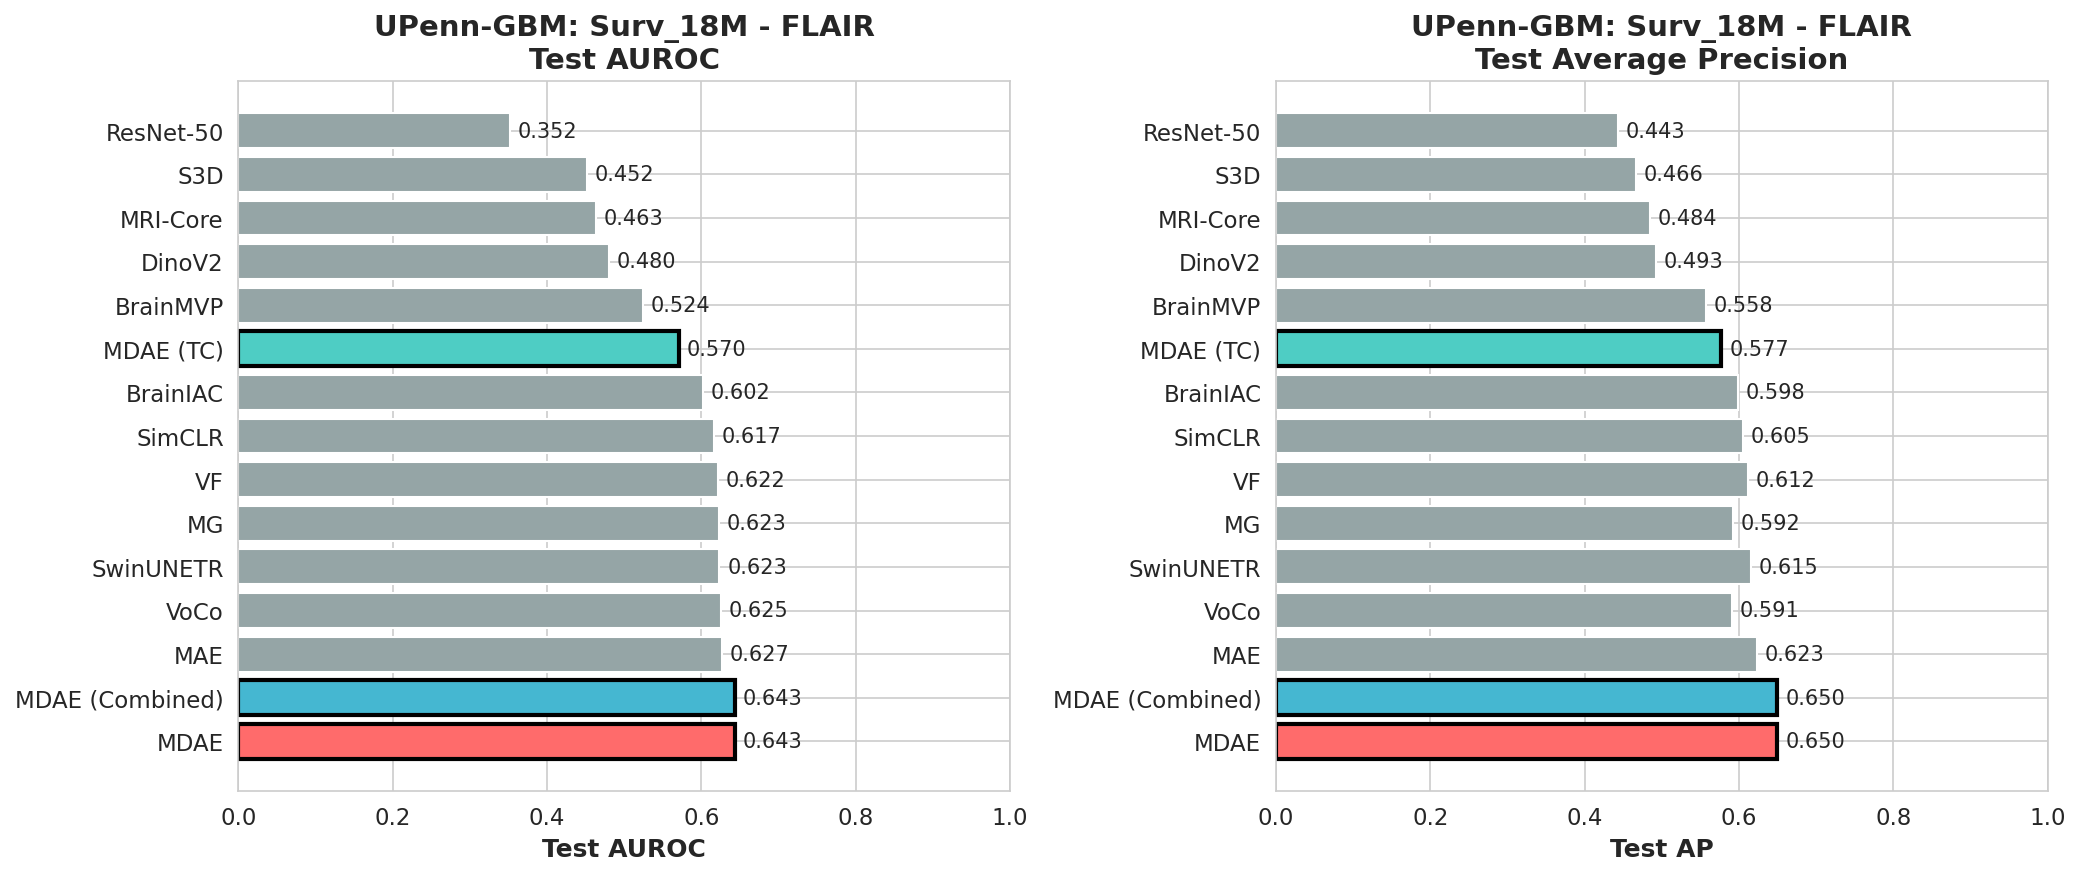 UPenn-GBM: Surv_18M - FLAIR
Test AUROC
ResNet-50 0.352
S3D 0.452
MRI-Core 0.463
DinoV2 0.480
BrainMVP 0.524
MDAE (TC) 0.570
BrainIAC 0.602
SimCLR 0.617
VF 0.622
MG 0.623
SwinUNETR 0.623
VoCo 0.625
MAE 0.627
MDAE (Combined) 0.643
MDAE 0.643
0.0 0.2 0.4 0.6 0.8 1.0
Test AUROC
UPenn-GBM: Surv_18M - FLAIR
Test Average Precision
ResNet-50 0.443
S3D 0.466
MRI-Core 0.484
DinoV2 0.493
BrainMVP 0.558
MDAE (TC) 0.577
BrainIAC 0.598
SimCLR 0.605
VF 0.612
MG 0.592
SwinUNETR 0.615
VoCo 0.591
MAE 0.623
MDAE (Combined) 0.650
MDAE 0.650
0.0 0.2 0.4 0.6 0.8 1.0
Test AP